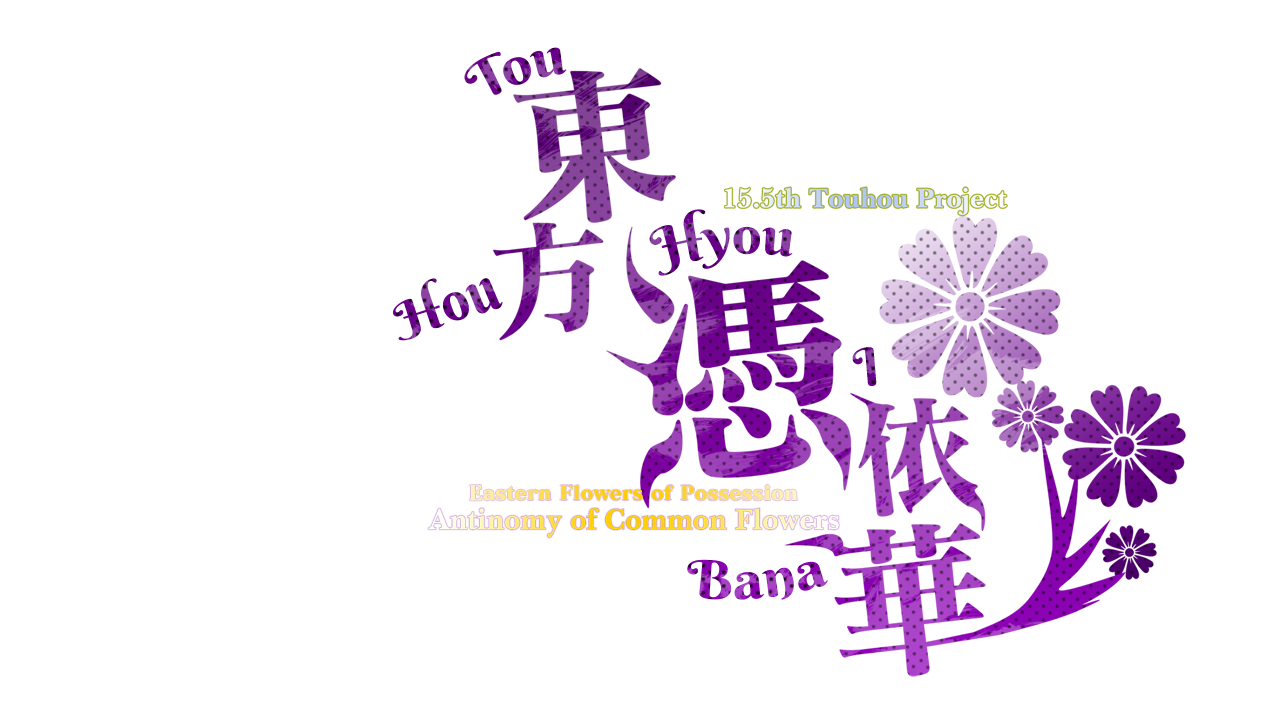 Tou
東
15.5th Touhou Project
Hyou
方
Hou
憑
I
依
Eastern Flowers of Possession
Antinomy of Common Flowers
Bana
華